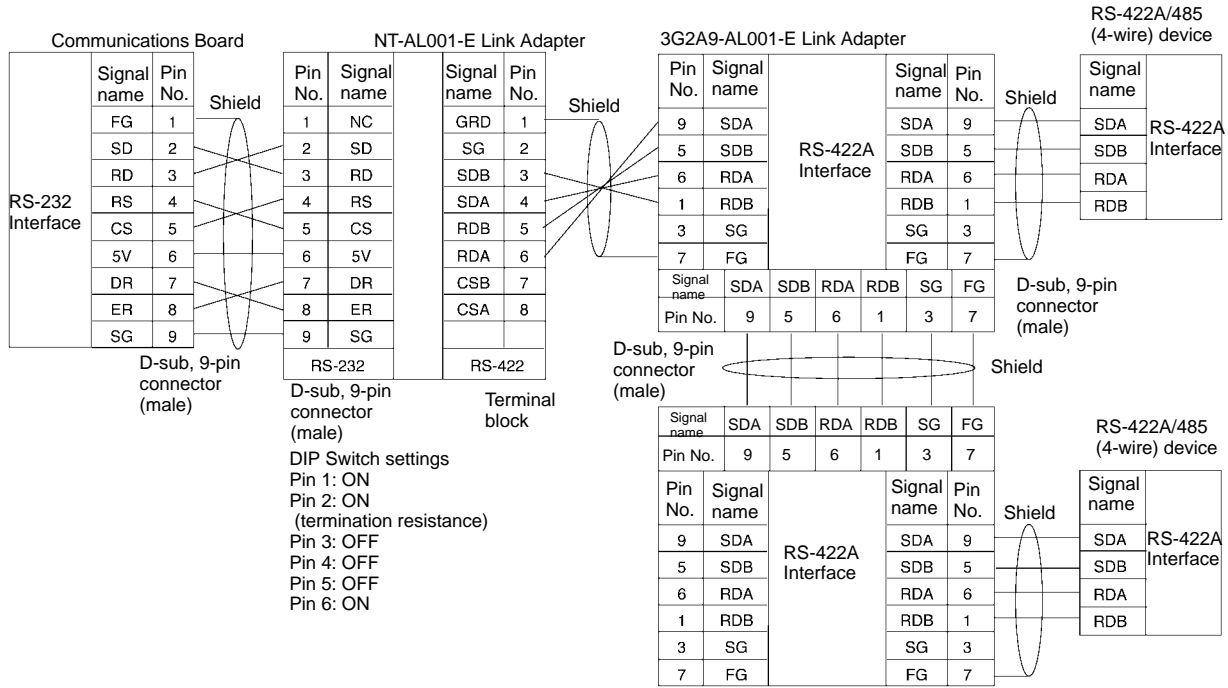 Communications Board
RS-232 Interface
Signal name Pin No.
FG 1
SD 2
RD 3
RS 4
CS 5
5V 6
DR 7
ER 8
SG 9
Shield
D-sub, 9-pin
connector
(male)
NT-AL001-E Link Adapter
Pin No. Signal name
1 NC
2 SD
3 RD
4 RS
5 CS
6 5V
7 DR
8 ER
9 SG
RS-232
D-sub, 9-pin
connector
(male)
DIP Switch settings
Pin 1: ON
Pin 2: ON
(termination resistance)
Pin 3: OFF
Pin 4: OFF
Pin 5: OFF
Pin 6: ON
Signal name Pin No.
GRD 1
SG 2
SDB 3
SDA 4
RDB 5
RDA 6
CSB 7
CSA 8
RS-422
Terminal
block
Shield
3G2A9-AL001-E Link Adapter
Pin No. Signal name
9 SDA
5 SDB
6 RDA
1 RDB
3 SG
7 FG
RS-422A
Interface
Signal name Pin No.
SDA 9
SDB 5
RDA 6
RDB 1
SG 3
FG 7
Signal name SDA SDB RDA RDB SG FG
Pin No. 9 5 6 1 3 7
Shield
D-sub, 9-pin
connector
(male)
RS-422A/485
(4-wire) device
Signal name
SDA
SDB
RDA
RDB
RS-422A
Interface
D-sub, 9-pin
connector
(male)
Shield
Signal name SDA SDB RDA RDB SG FG
Pin No. 9 5 6 1 3 7
Pin No. Signal name
9 SDA
5 SDB
6 RDA
1 RDB
3 SG
7 FG
RS-422A
Interface
Signal name Pin No.
SDA 9
SDB 5
RDA 6
RDB 1
SG 3
FG 7
Shield
RS-422A/485
(4-wire) device
Signal name
SDA
SDB
RDA
RDB
RS-422A
Interface